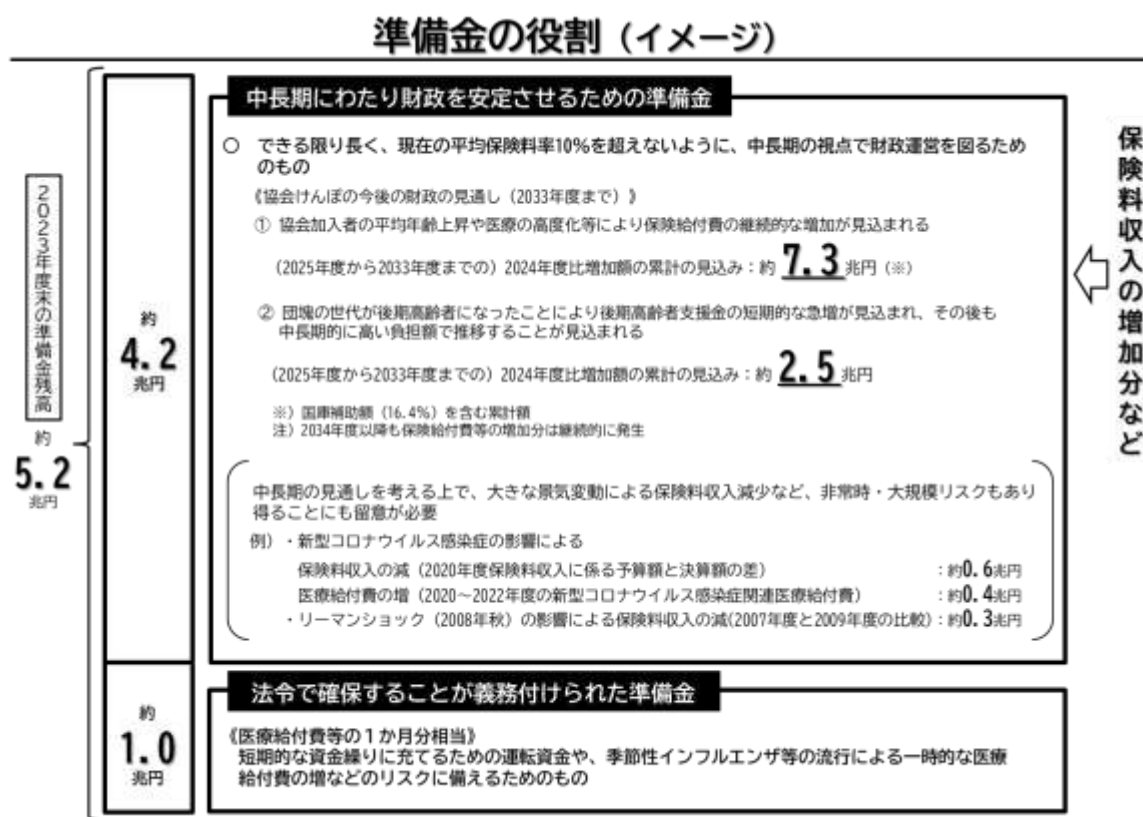 準備金の役割（イメージ）
2023年度末の準備金残高
約
5.2
兆円
約
4.2
兆円
中長期にわたり財政を安定させるための準備金
○ できる限り長く、現在の平均保険料率10%を超えないように、中長期の視点で財政運営を図るため
のもの
《協会けんぽの今後の財政の見通し（2033年度まで）》
① 協会加入者の平均年齢上昇や医療の高度化等により保険給付費の継続的な増加が見込まれる
（2025年度から2033年度までの）2024年度比増加額の累計の見込み：約 7.3 兆円（※）
② 団塊の世代が後期高齢者になったことにより後期高齢者支援金の短期的な急増が見込まれ、その後も
中長期的に高い負担額で推移することが見込まれる
（2025年度から2033年度までの）2024年度比増加額の累計の見込み：約 2.5 兆円
※）国庫補助額（16.4%）を含む累計額
注）2034年度以降も保険給付費等の増加分は継続的に発生
中長期の見通しを考える上で、大きな景気変動による保険料収入減少など、非常時・大規模リスクもあり
得ることにも留意が必要
例）・新型コロナウイルス感染症の影響による
保険料収入の減（2020年度保険料収入に係る予算額と決算額の差）：約0.6兆円
医療給付費の増（2020～2022年度の新型コロナウイルス感染症関連医療給付費）：約0.4兆円
・リーマンショック（2008年秋）の影響による保険料収入の減(2007年度と2009年度の比較)：約0.3兆円
保険料収入の増加分など
約
1.0
兆円
法令で確保することが義務付けられた準備金
《医療給付費等の１か月分相当》
短期的な資金繰りに充てるための運転資金や、季節性インフルエンザ等の流行による一時的な医療
給付費の増などのリスクに備えるためのもの